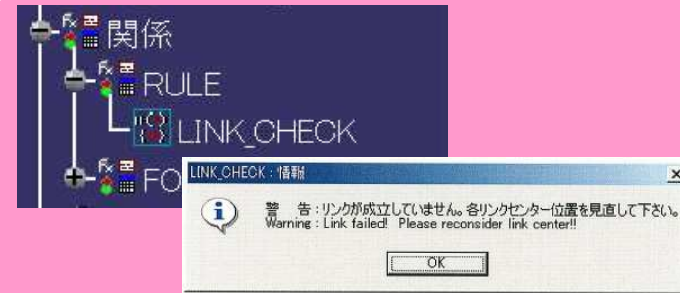 関係
RULE
LINK_CHECK
FO
LINK_CHECK : 情報
警 告 : リンクが成立していません。各リンクセンター位置を見直して下さい。
Warning : Link failed! Please reconsider link center!!
OK